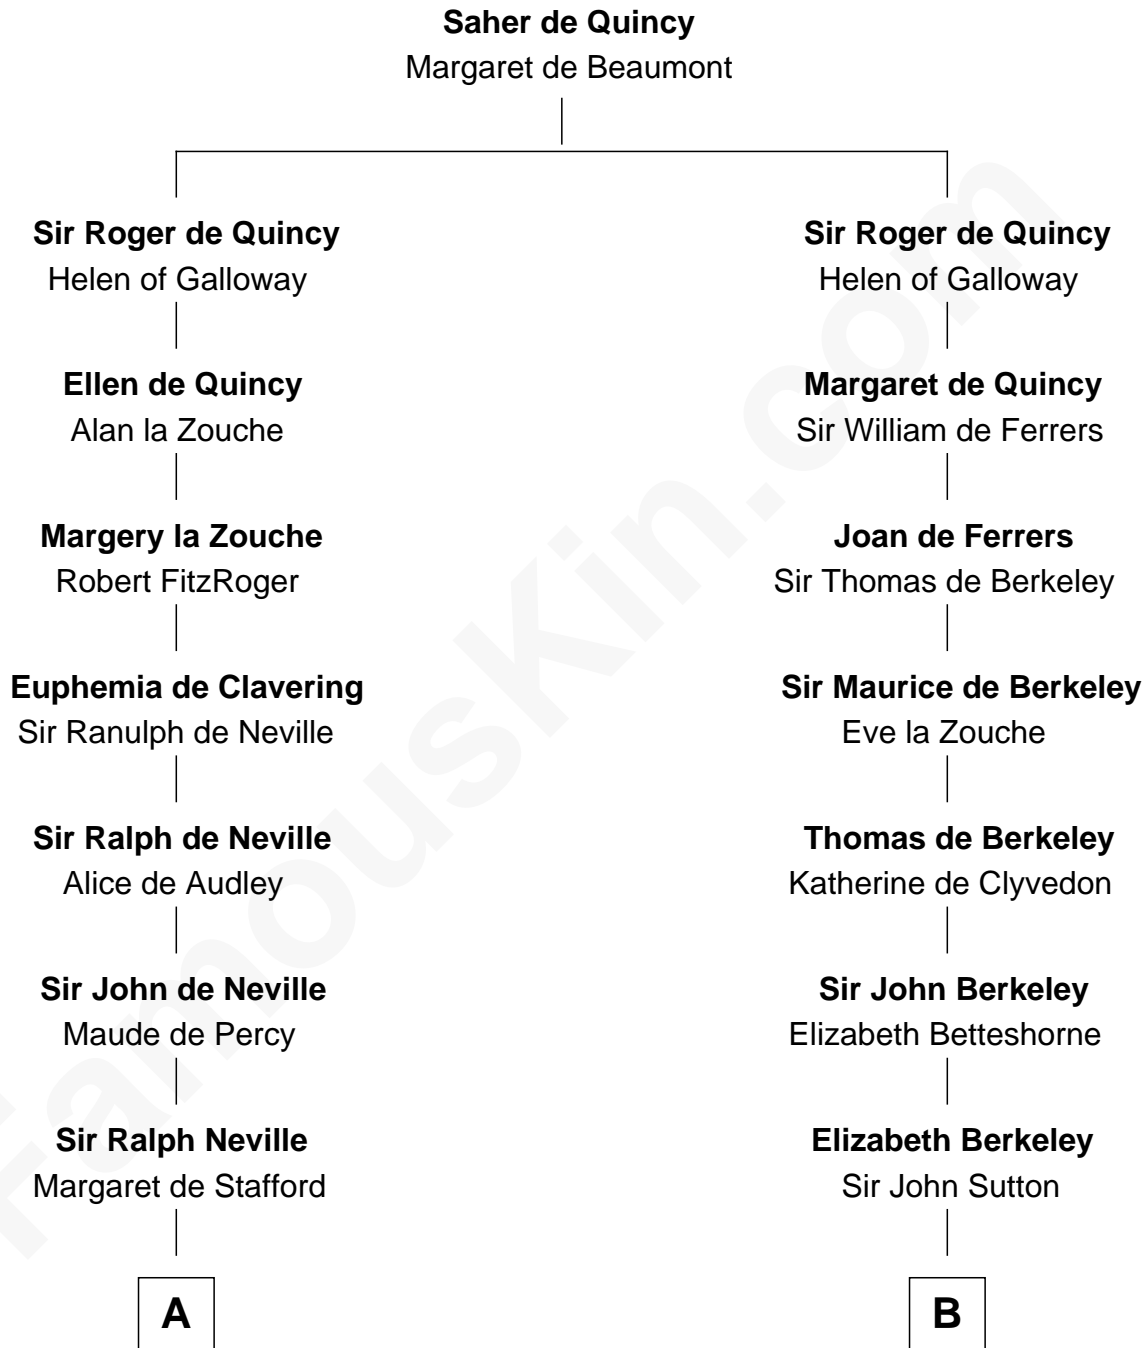 Saher de Quincy
Margaret de Beaumont
Sir Roger de Quincy
Helen of Galloway
Sir Roger de Quincy
Helen of Galloway
Ellen de Quincy
Alan la Zouche
Margaret de Quincy
Sir William de Ferrers
Margery la Zouche
Robert FitzRoger
Joan de Ferrers
Sir Thomas de Berkeley
Euphemia de Clavering
Sir Ranulph de Neville
Sir Maurice de Berkeley
Eve la Zouche
Sir Ralph de Neville
Alice de Audley
Thomas de Berkeley
Katherine de Clyvedon
Sir John de Neville
Maude de Percy
Sir John Berkeley
Elizabeth Betteshorne
Sir Ralph Neville
Margaret de Stafford
Elizabeth Berkeley
Sir John Sutton
A
B
FamousKin.com